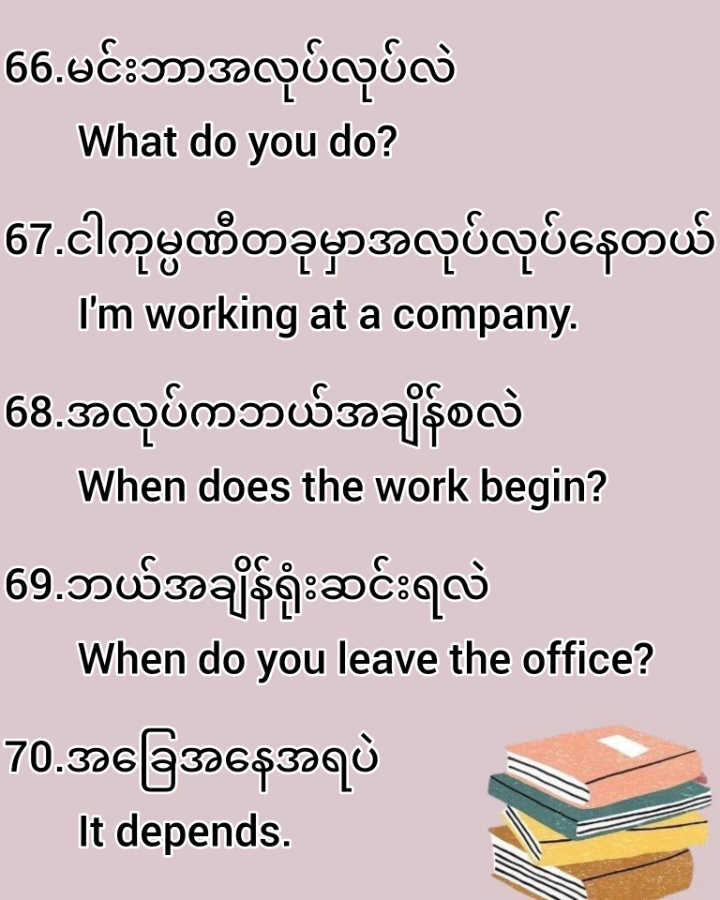 66.မင်းဘာအလုပ်လုပ်လဲ
What do you do?
67.ငါကုမ္ပဏီတခုမှာအလုပ်လုပ်နေတယ်
I'm working at a company.
68.အလုပ်ကဘယ်အချိန်စလဲ
When does the work begin?
69.ဘယ်အချိန်ရုံးဆင်းရလဲ
When do you leave the office?
70.အခြေအနေအရပဲ
It depends.